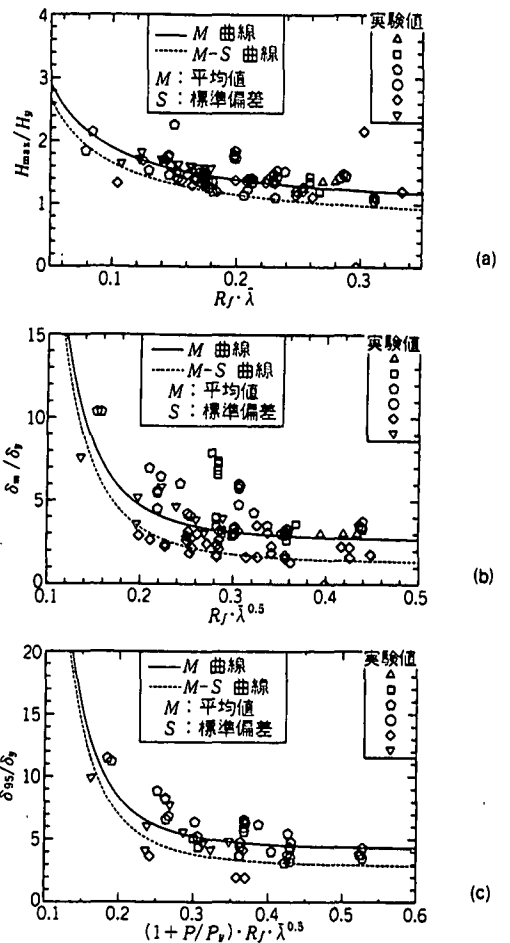 4
3
2
1
0
H_max/H_y
M 曲線
M-S 曲線
M：平均値
S：標準偏差
実験値
0.1
0.2
0.3
R_f・λ̄
(a)
15
10
5
0
δ_m/δ_y
M 曲線
M-S 曲線
M：平均値
S：標準偏差
実験値
0.1
0.2
0.3
0.4
0.5
R_f・λ̄^0.5
(b)
20
15
10
5
0
δ_95/δ_y
M 曲線
M-S 曲線
M：平均値
S：標準偏差
実験値
0.1
0.2
0.3
0.4
0.5
0.6
(1+P/P_y)・R_f・λ̄^0.5
(c)